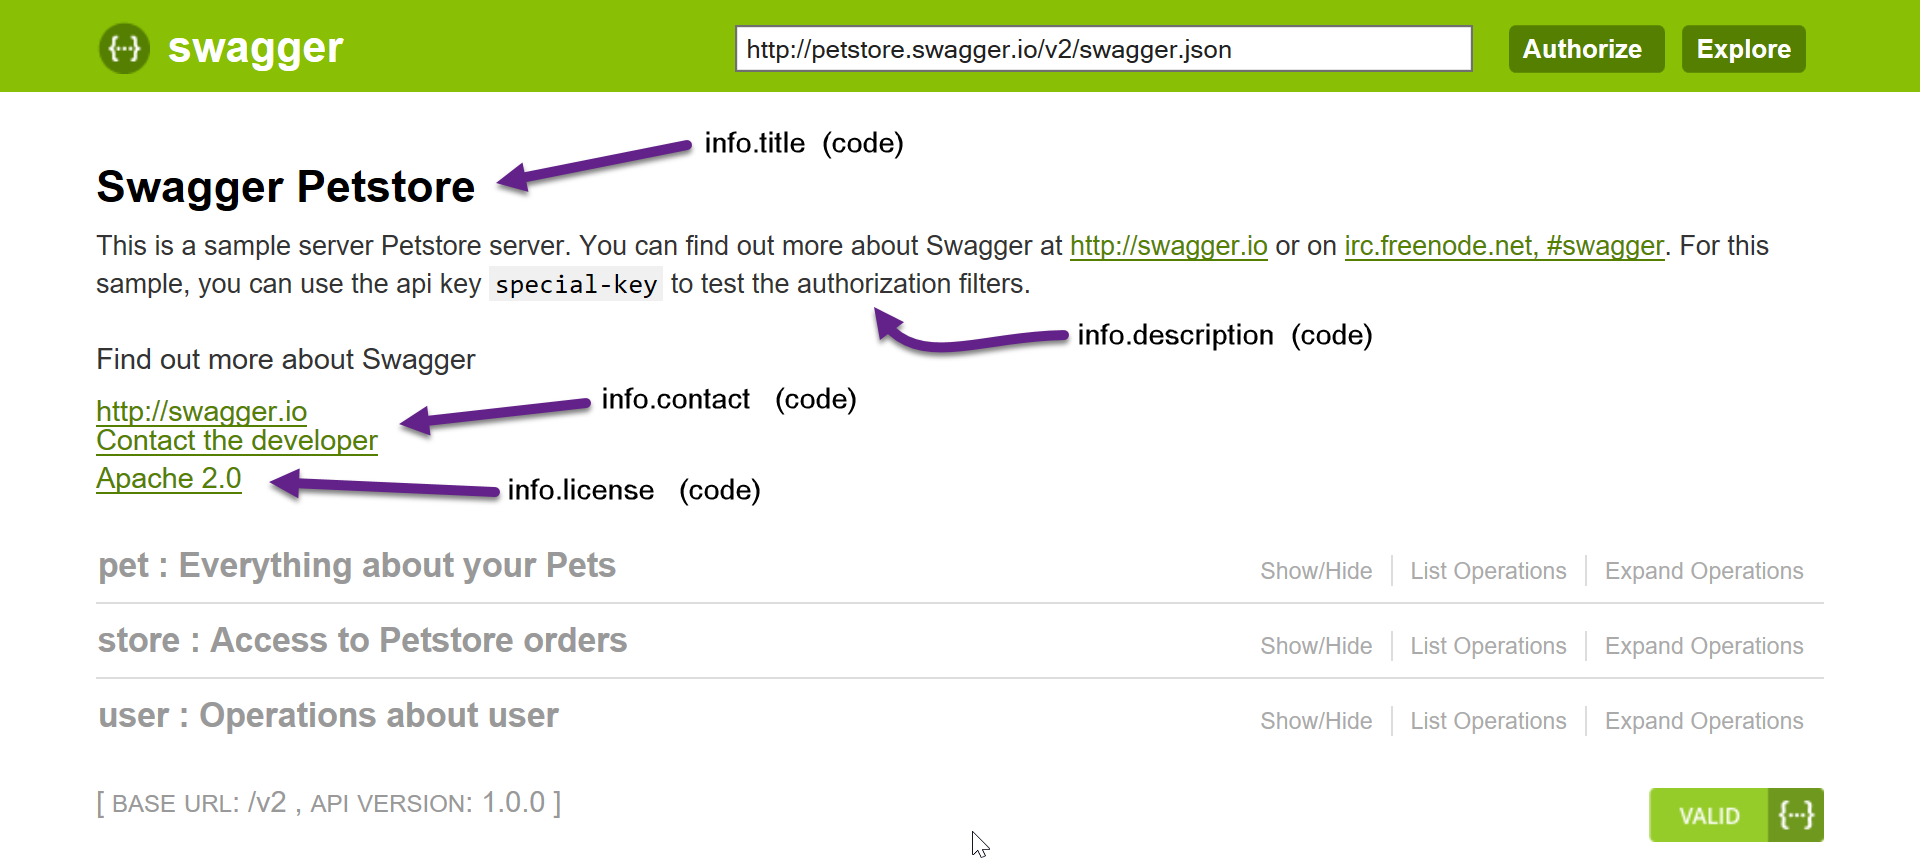 {···} swagger
http://petstore.swagger.io/v2/swagger.json
Authorize
Explore
info.title (code)
Swagger Petstore
This is a sample server Petstore server. You can find out more about Swagger at http://swagger.io or on irc.freenode.net, #swagger. For this
sample, you can use the api key special-key to test the authorization filters.
info.description (code)
Find out more about Swagger
info.contact (code)
http://swagger.io
Contact the developer
Apache 2.0
info.license (code)
pet : Everything about your Pets
Show/Hide
List Operations
Expand Operations
store : Access to Petstore orders
Show/Hide
List Operations
Expand Operations
user : Operations about user
Show/Hide
List Operations
Expand Operations
[ BASE URL: /v2 , API VERSION: 1.0.0 ]
VALID {···}